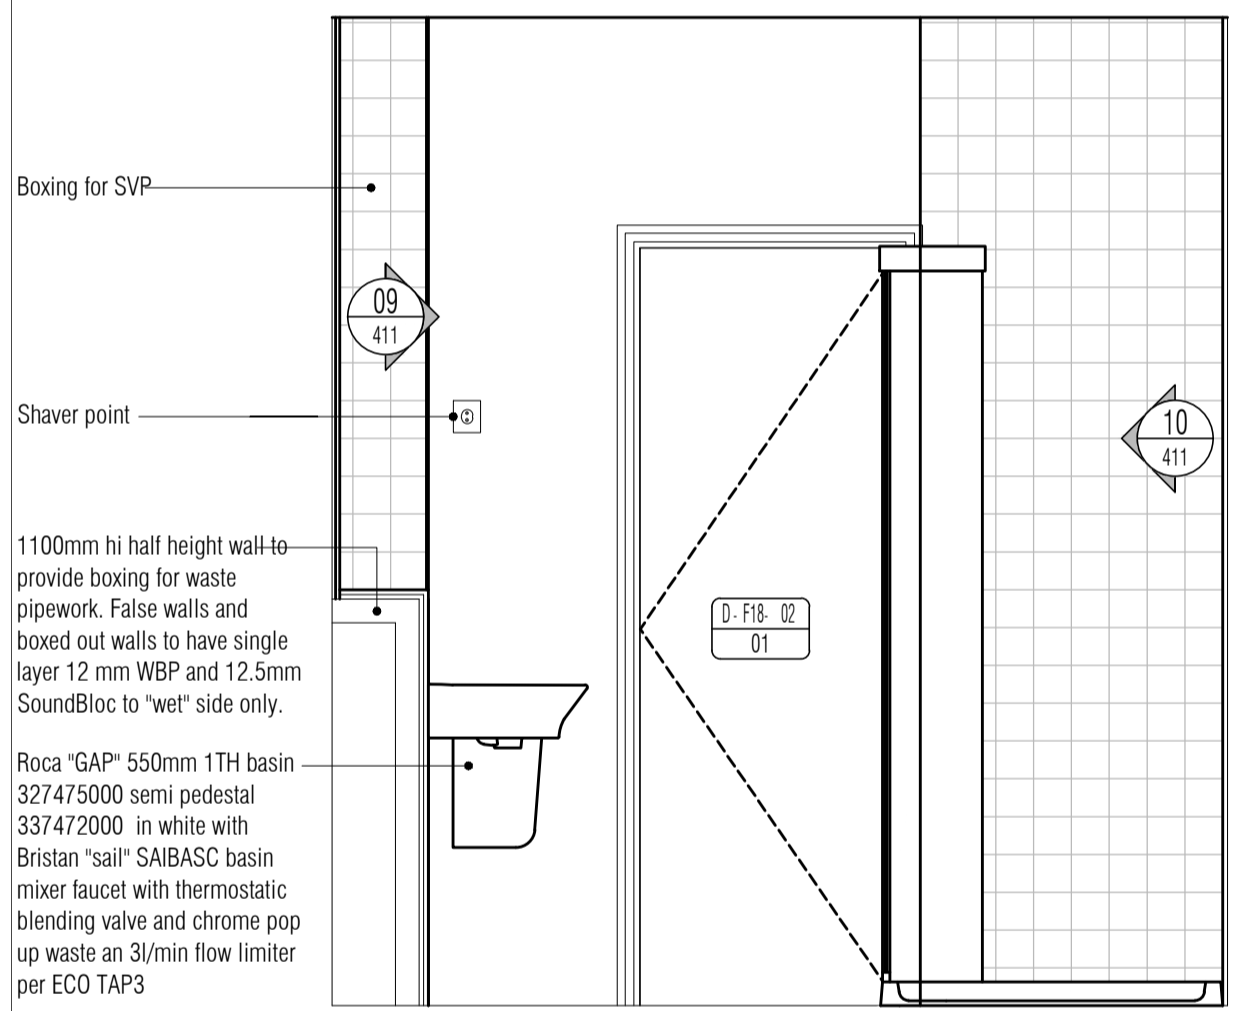 Boxing for SVP
09
411
Shaver point
10
411
1100mm hi half height wall to
provide boxing for waste
pipework. False walls and
boxed out walls to have single
layer 12 mm WBP and 12.5mm
SoundBloc to "wet" side only.
D- F18- 02
01
Roca "GAP" 550mm 1TH basin
327475000 semi pedestal
337472000 in white with
Bristan "sail" SAIBASC basin
mixer faucet with thermostatic
blending valve and chrome pop
up waste an 3l/min flow limiter
per ECO TAP3